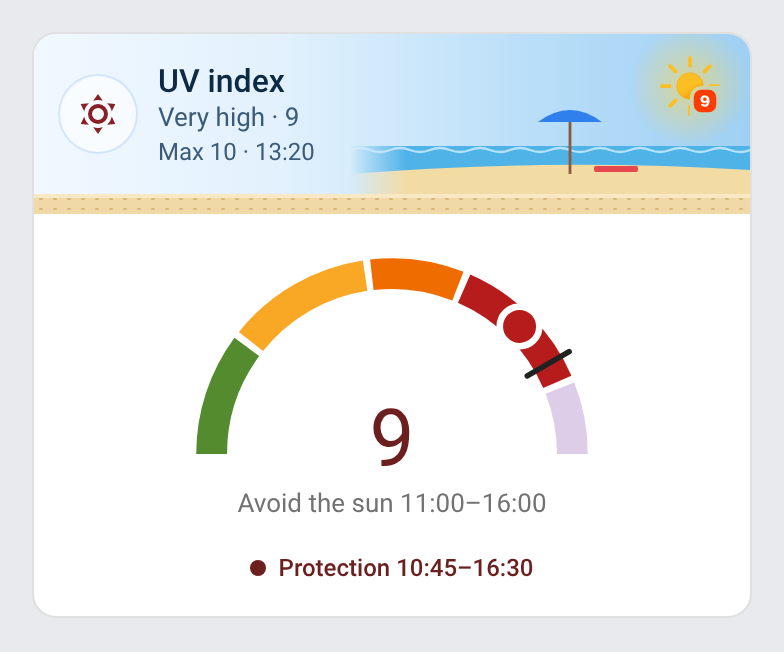 UV index
Very high · 9
Max 10 · 13:20
9
9
Avoid the sun 11:00–16:00
Protection 10:45–16:30